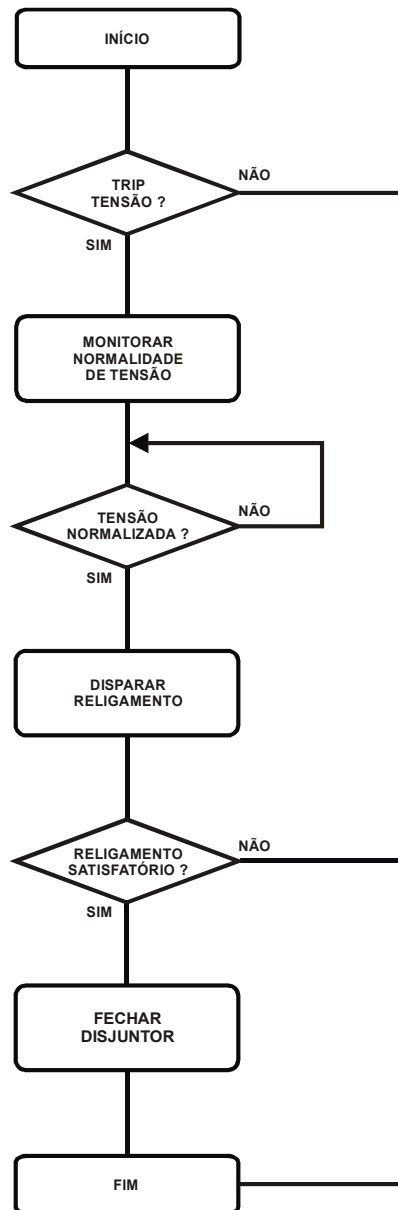 INÍCIO
TRIP
TENSÃO ?
NÃO
SIM
MONITORAR
NORMALIDADE
DE TENSÃO
TENSÃO
NORMALIZADA ?
NÃO
SIM
DISPARAR
RELIGAMENTO
RELIGAMENTO
SATISFATÓRIO ?
NÃO
SIM
FECHAR
DISJUNTOR
FIM